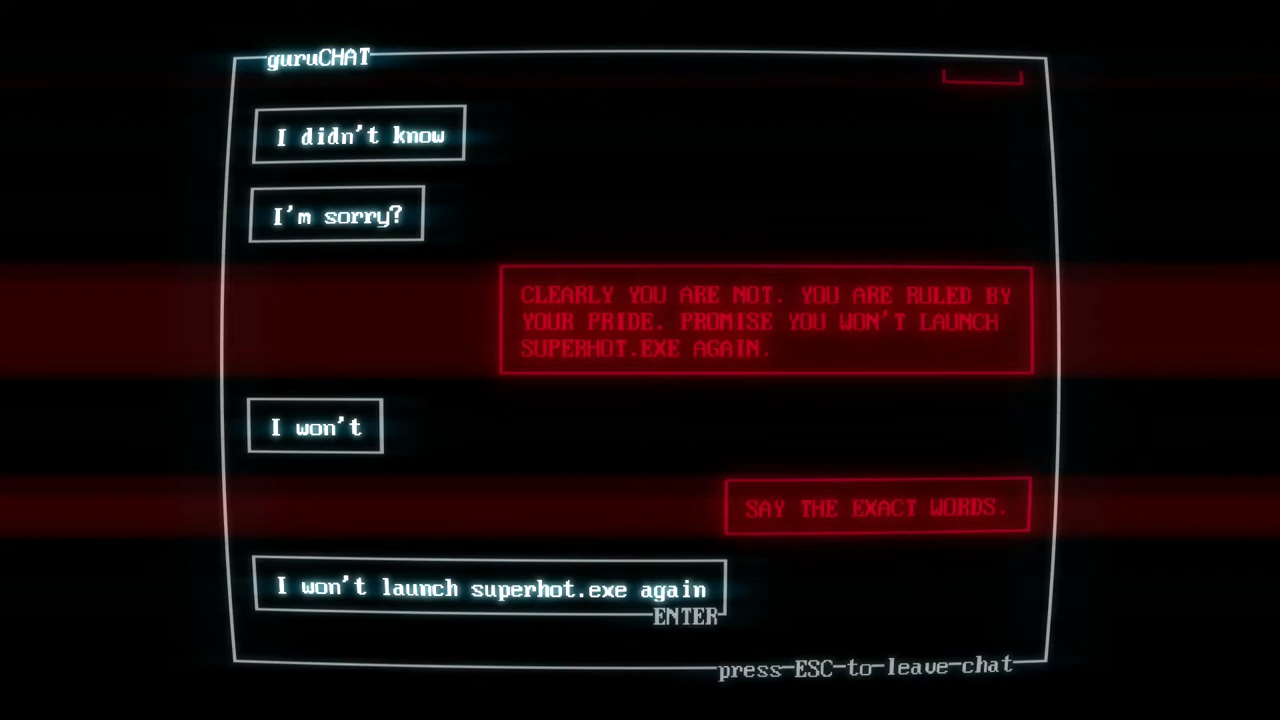 guruCHAT
I didn't know
I'm sorry?
CLEARLY YOU ARE NOT. YOU ARE RULED BY
YOUR PRIDE. PROMISE YOU WON'T LAUNCH
SUPERHOT.EXE AGAIN.
I won't
SAY THE EXACT WORDS.
I won't launch superhot.exe again
ENTER
press-ESC-to-leave-chat